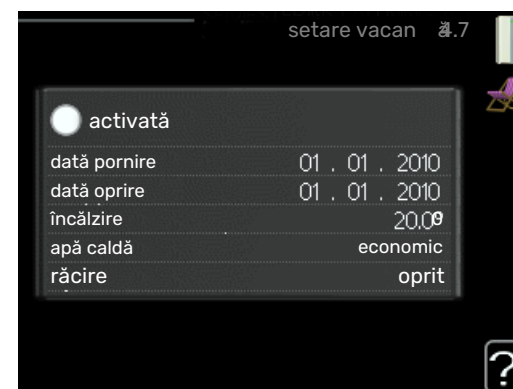 setare vacană 4.7
activată
dată pornire 01 . 01 . 2010
dată oprire 01 . 01 . 2010
încălzire 20.0°
apă caldă economic
răcire oprit
?